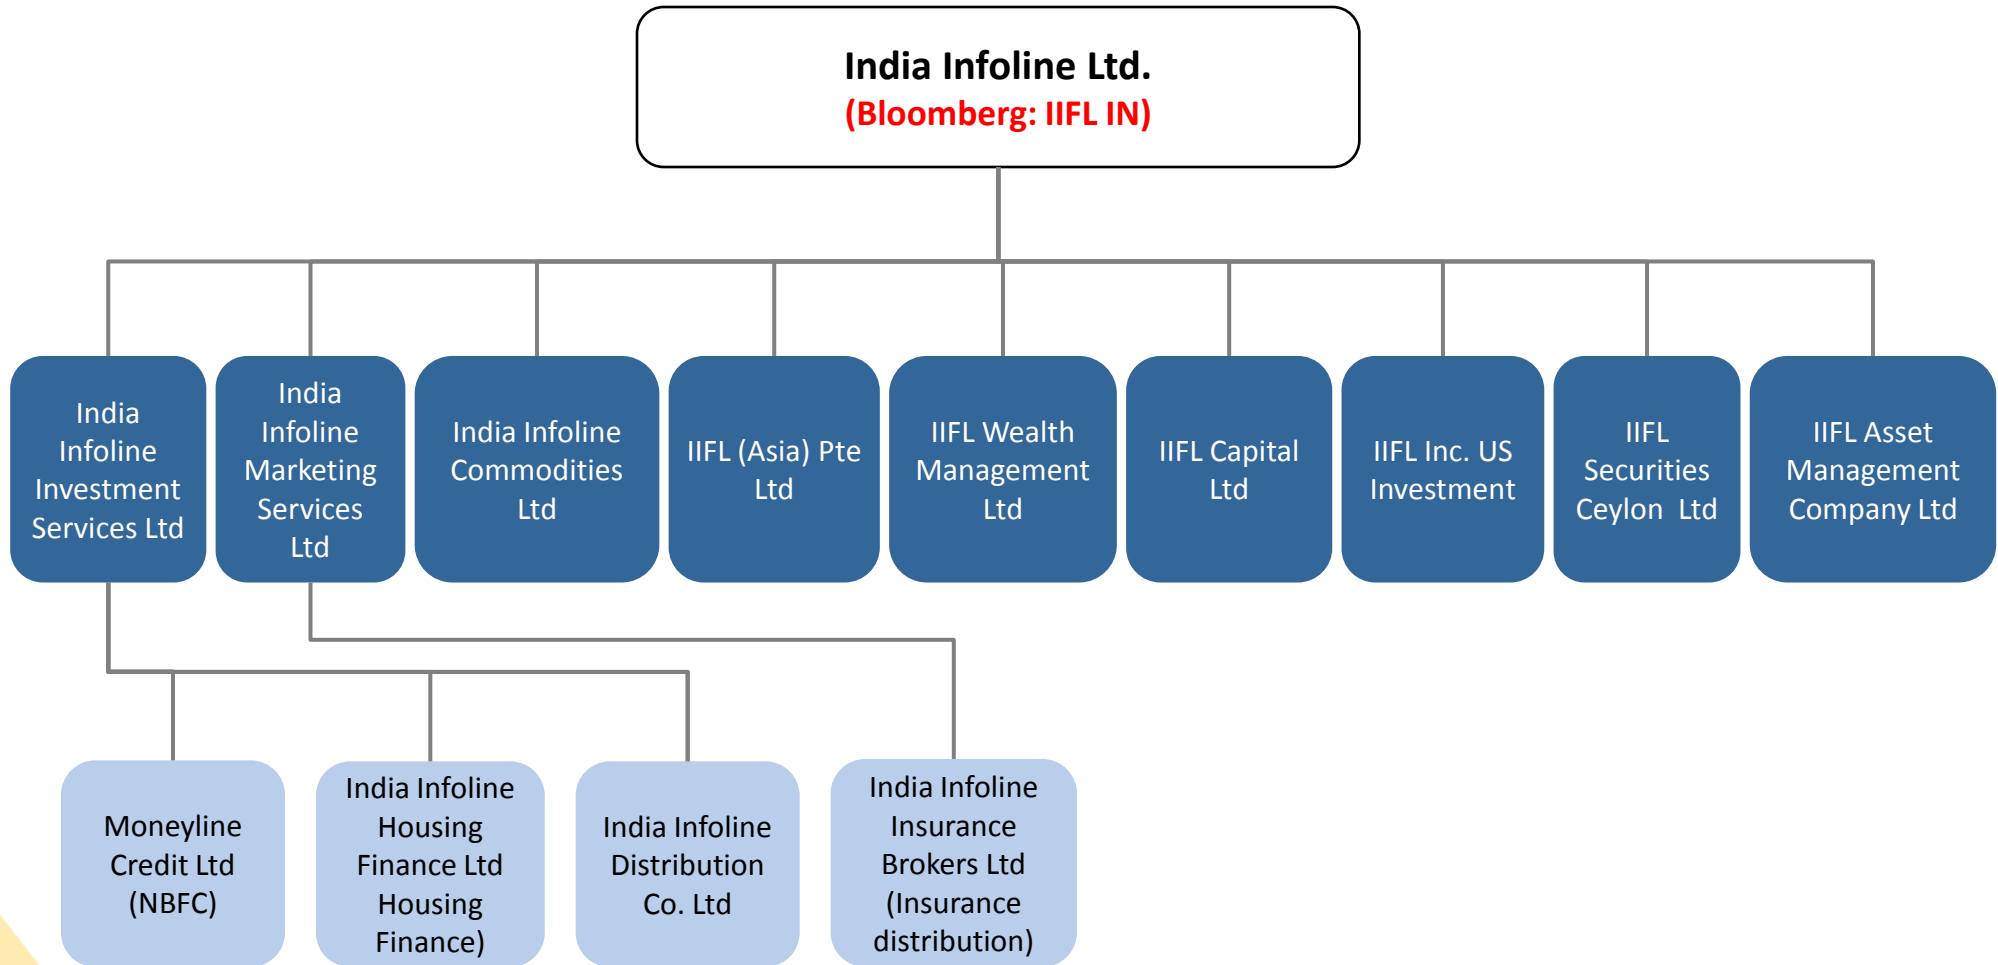 India Infoline Ltd.
(Bloomberg: IIFL IN)
India
Infoline
Investment
Services Ltd
India
Infoline
Marketing
Services
Ltd
India Infoline
Commodities
Ltd
IIFL (Asia) Pte
Ltd
IIFL Wealth
Management
Ltd
IIFL Capital
Ltd
IIFL Inc. US
Investment
IIFL
Securities
Ceylon  Ltd
IIFL Asset
Management
Company Ltd
Moneyline
Credit Ltd
(NBFC)
India Infoline
Housing
Finance Ltd
Housing
Finance)
India Infoline
Distribution
Co. Ltd
India Infoline
Insurance
Brokers Ltd
(Insurance
distribution)